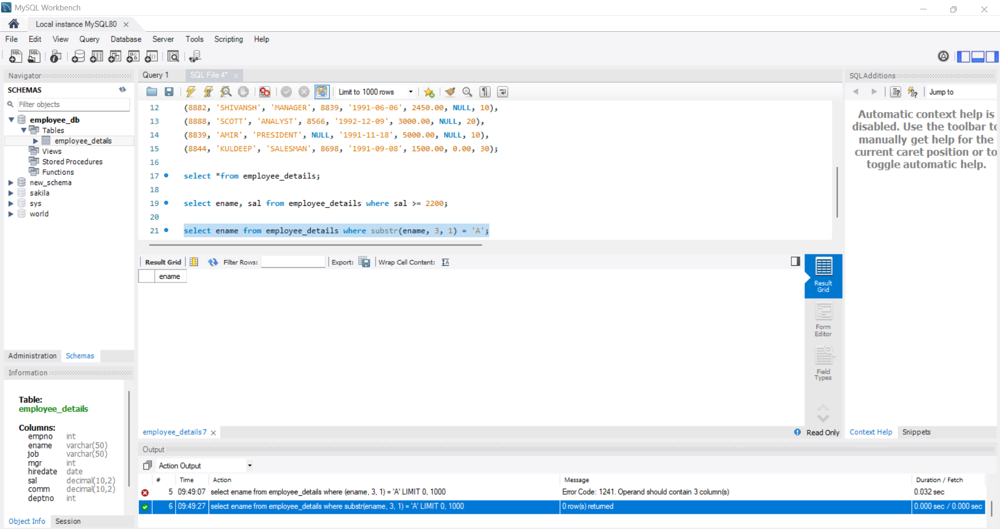 MySQL Workbench
Local instance MySQL80
File Edit View Query Database Server Tools Scripting Help
Navigator
SCHEMAS
Filter objects
employee_db
Tables
employee_details
Views
Stored Procedures
Functions
new_schema
sakila
sys
world
Administration Schemas
Information
Table:
employee_details
Columns:
empno int
ename varchar(50)
job varchar(50)
mgr int
hiredate date
sal decimal(10,2)
comm decimal(10,2)
deptno int
Object Info Session
Query 1 SQL File 4*
Limit to 1000 rows
12 (8882, 'SHIVANSH', 'MANAGER', 8839, '1991-06-06', 2450.00, NULL, 10),
13 (8888, 'SCOTT', 'ANALYST', 8566, '1992-12-09', 3000.00, NULL, 20),
14 (8839, 'AMIR', 'PRESIDENT', NULL, '1991-11-18', 5000.00, NULL, 10),
15 (8844, 'KULDEEP', 'SALESMAN', 8698, '1991-09-08', 1500.00, 0.00, 30);
16
17 select *from employee_details;
18
19 select ename, sal from employee_details where sal >= 2200;
20
21 select ename from employee_details where substr(ename, 3, 1) = 'A';
Result Grid Filter Rows: Export: Wrap Cell Content:
ename
Result
Grid
Form
Editor
Field
Types
employee_details 7 Read Only
SQLAdditions
Jump to
Automatic context help is
disabled. Use the toolbar to
manually get help for the
current caret position or to
toggle automatic help.
Context Help Snippets
Output
Action Output
# Time Action Message Duration / Fetch
5 09:49:07 select ename from employee_details where (ename, 3, 1) = 'A' LIMIT 0, 1000 Error Code: 1241. Operand should contain 3 column(s) 0.032 sec
6 09:49:27 select ename from employee_details where substr(ename, 3, 1) = 'A' LIMIT 0, 1000 0 row(s) returned 0.000 sec / 0.000 sec